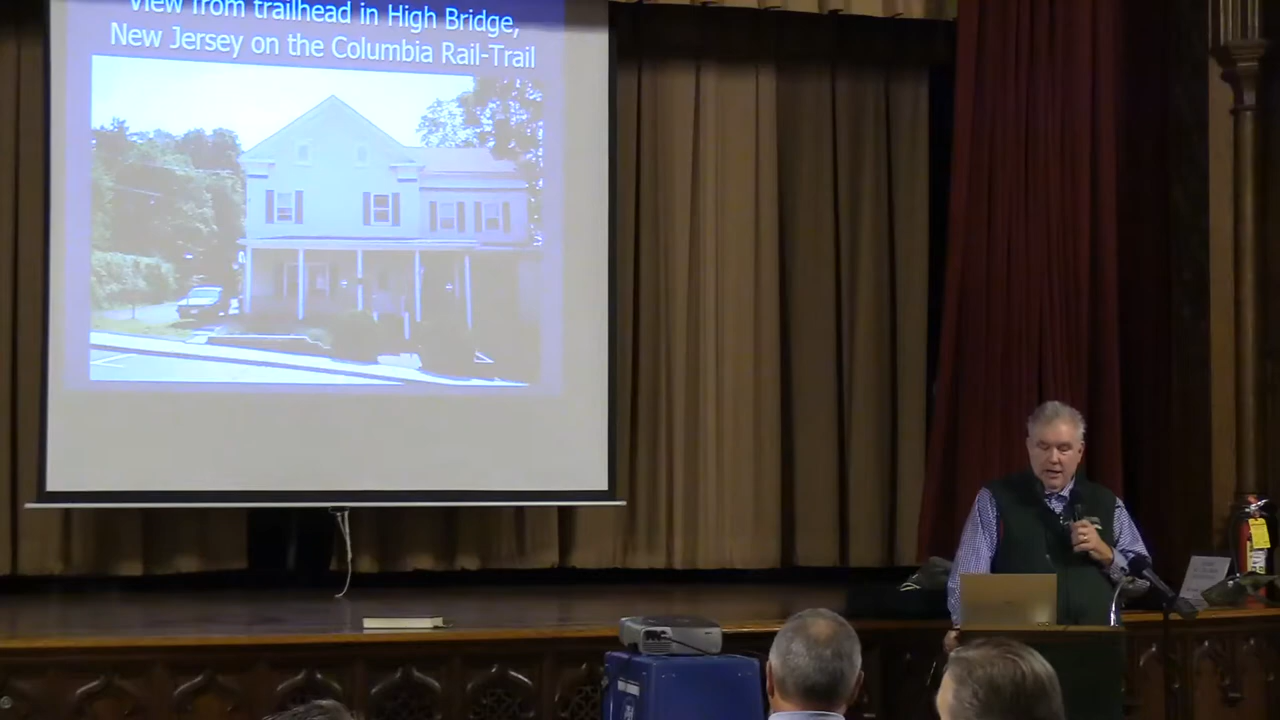 View from trailhead in High Bridge,
New Jersey on the Columbia Rail-Trail